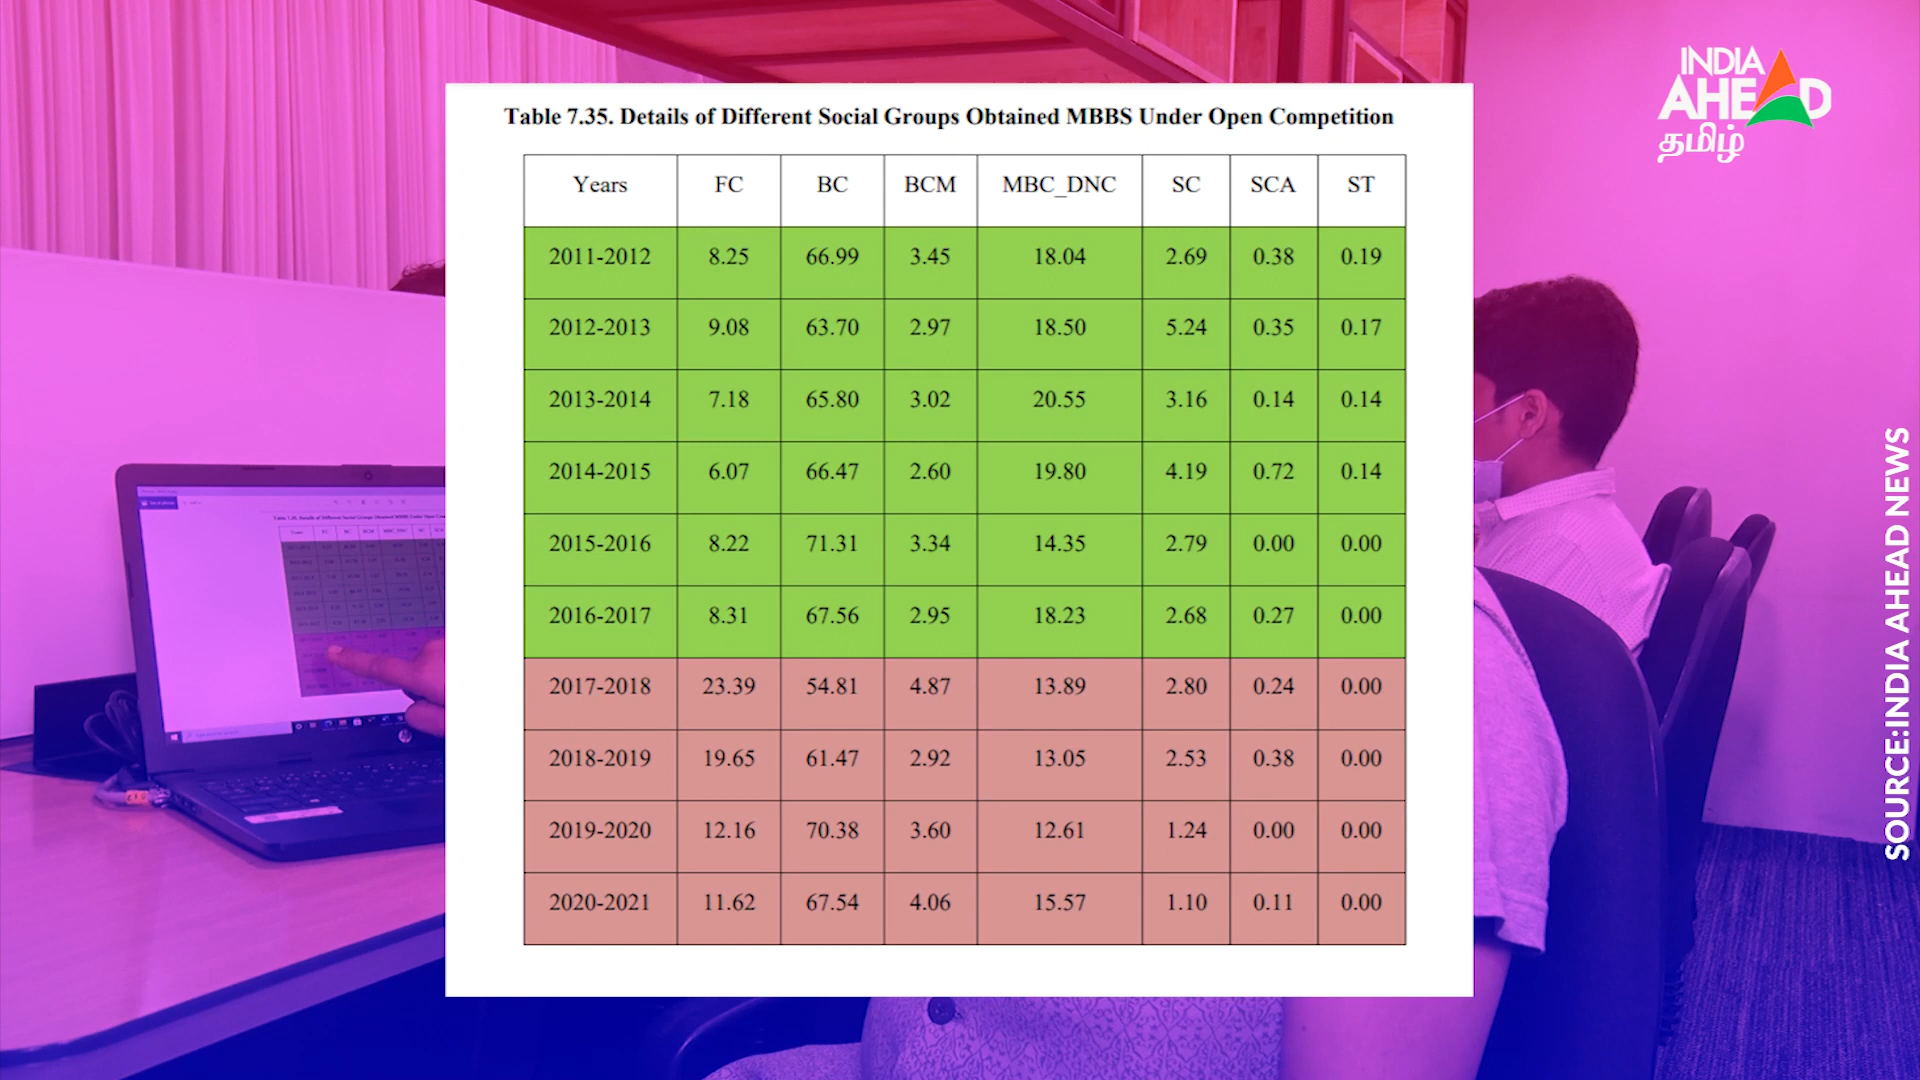 Table 7.35. Details of Different Social Groups Obtained MBBS Under Open Competition
Years FC BC BCM MBC_DNC SC SCA ST
2011-2012 8.25 66.99 3.45 18.04 2.69 0.38 0.19
2012-2013 9.08 63.70 2.97 18.50 5.24 0.35 0.17
2013-2014 7.18 65.80 3.02 20.55 3.16 0.14 0.14
2014-2015 6.07 66.47 2.60 19.80 4.19 0.72 0.14
2015-2016 8.22 71.31 3.34 14.35 2.79 0.00 0.00
2016-2017 8.31 67.56 2.95 18.23 2.68 0.27 0.00
2017-2018 23.39 54.81 4.87 13.89 2.80 0.24 0.00
2018-2019 19.65 61.47 2.92 13.05 2.53 0.38 0.00
2019-2020 12.16 70.38 3.60 12.61 1.24 0.00 0.00
2020-2021 11.62 67.54 4.06 15.57 1.10 0.11 0.00
INDIA
AHEAD
தமிழ்
SOURCE:INDIA AHEAD NEWS